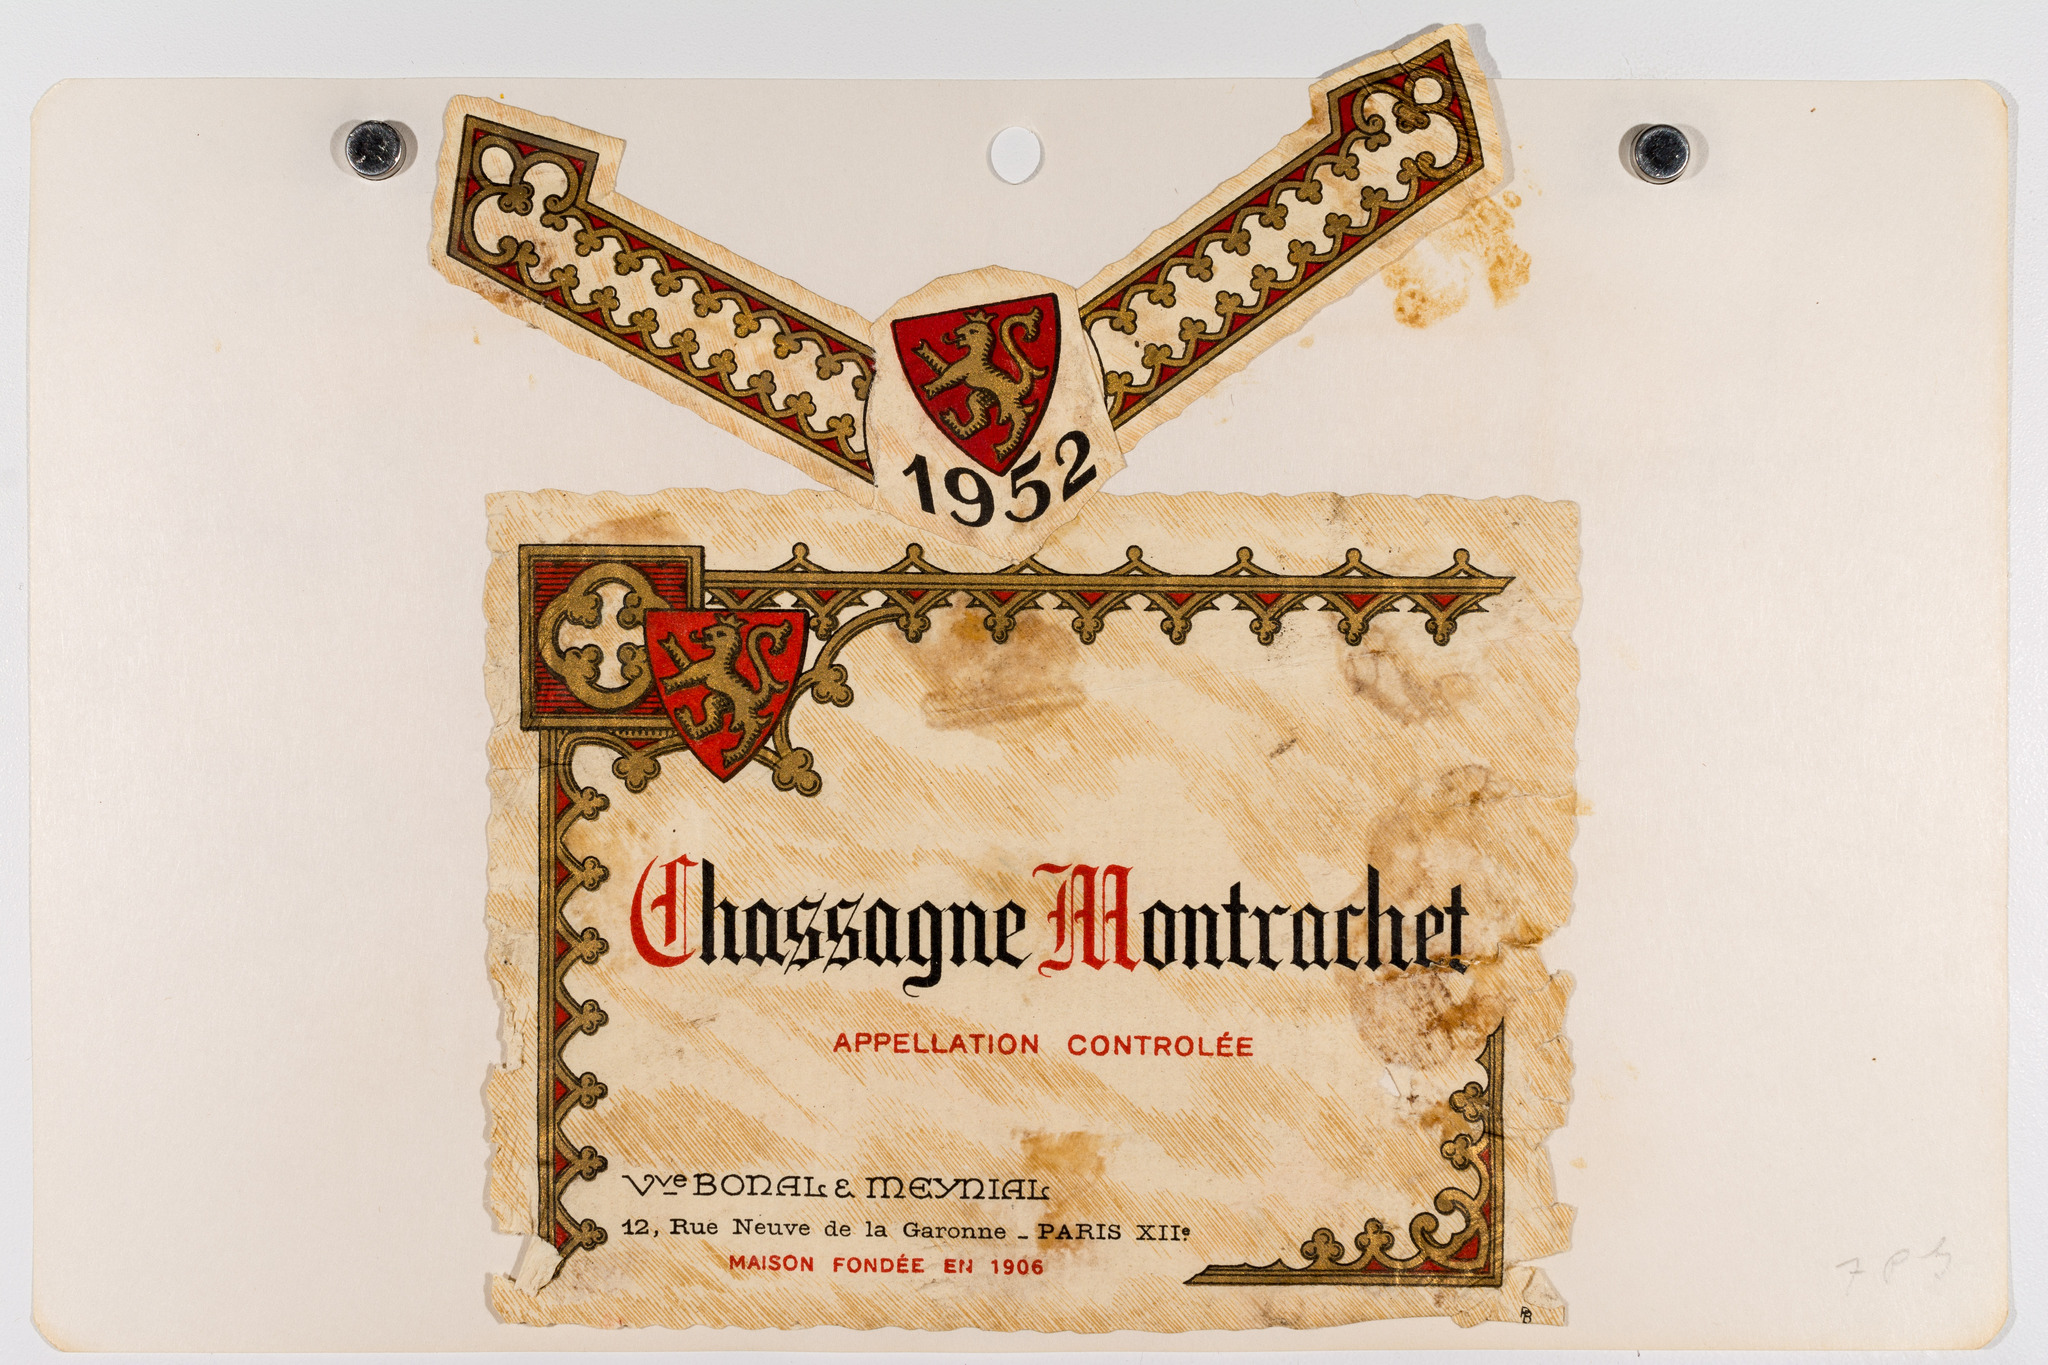 1952
Chassagne Montrachet
APPELLATION CONTROLÉE
Vve BONAL & MEYNIAL
12, Rue Neuve de la Garonne - PARIS XIIe
MAISON FONDÉE EN 1906